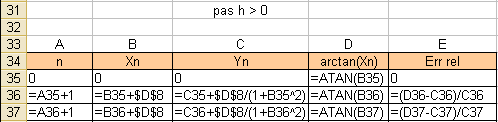 31 pas h > 0
32
33 A B C D E
34 n Xn Yn arctan(Xn) Err rel
35 0 0 0 =ATAN(B35) 0
36 =A35+1 =B35+$D$8 =C35+$D$8/(1+B35^2) =ATAN(B36) =(D36-C36)/C36
37 =A36+1 =B36+$D$8 =C36+$D$8/(1+B36^2) =ATAN(B37) =(D37-C37)/C37